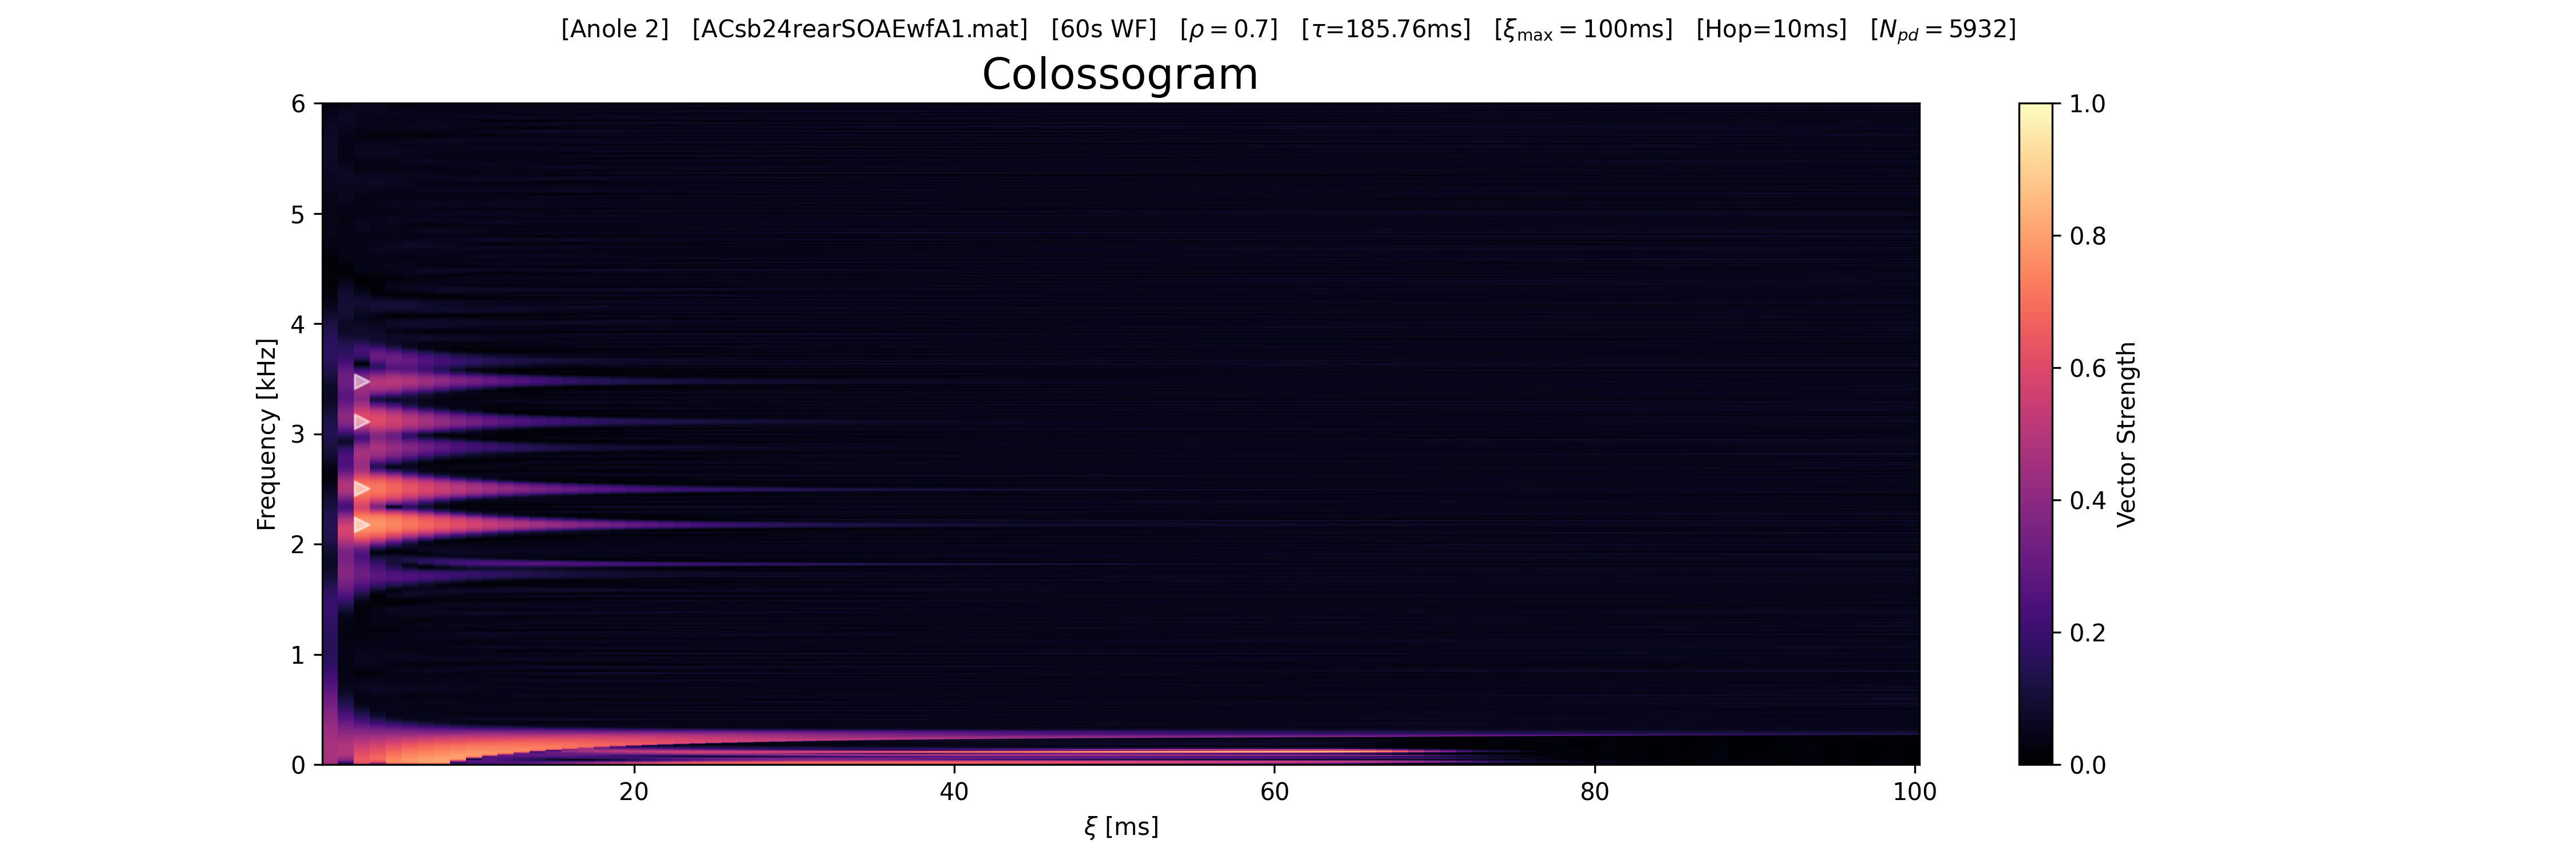 [Anole 2] [ACsb24rearSOAEwfA1.mat] [60s WF] [ρ = 0.7] [τ=185.76ms] [ξmax = 100ms] [Hop=10ms] [Npd = 5932]
Colossogram
6
5
4
3
2
1
0
Frequency [kHz]
20 40 60 80 100
ξ [ms]
1.0
0.8
0.6
0.4
0.2
0.0
Vector Strength